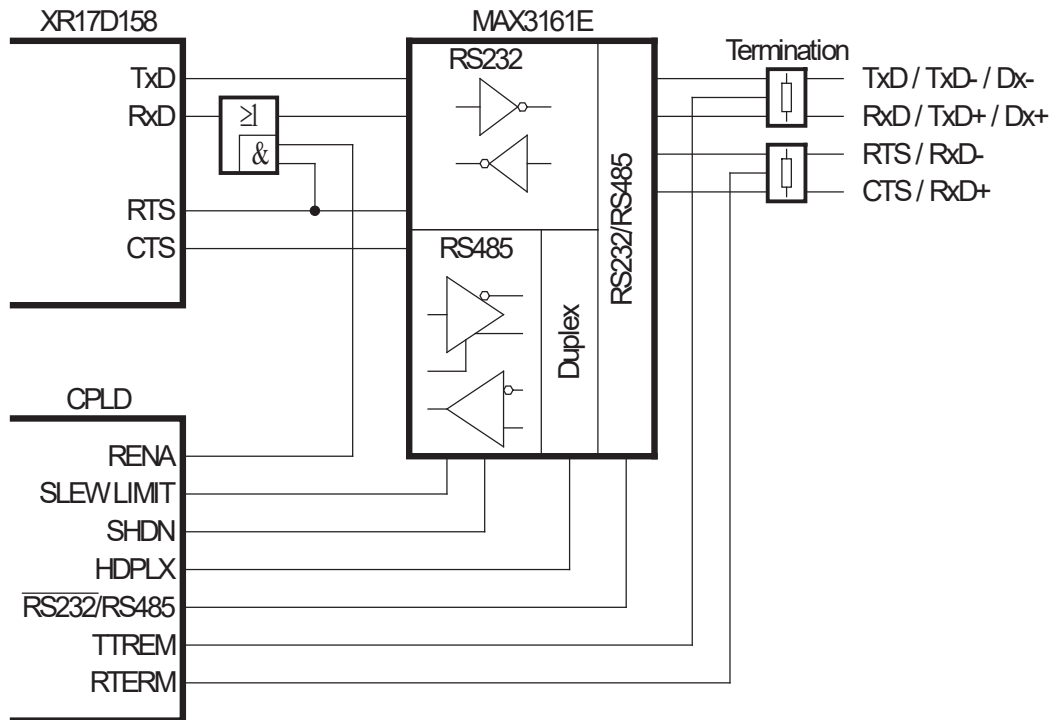 XR17D158
MAX3161E
Termination
TxD
RxD
RTS
CTS
≥1
&
RS232
RS485
Duplex
RS232/RS485
TxD / TxD- / Dx-
RxD / TxD+ / Dx+
RTS / RxD-
CTS / RxD+
CPLD
RENA
SLEW LIMIT
SHDN
HDPLX
RS232/RS485
TTREM
RTERM